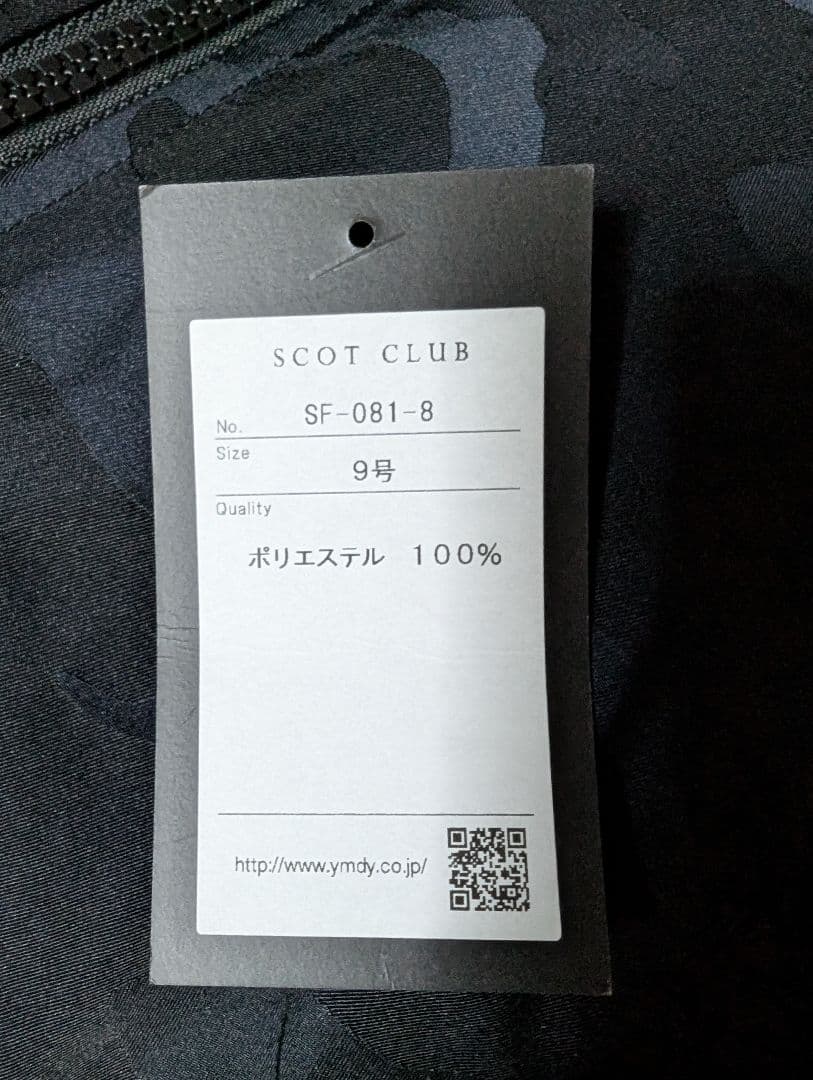 SCOT CLUB
No. SF-081-8
Size
9号
Quality
ポリエステル　１００%
http://www.ymdy.co.jp/